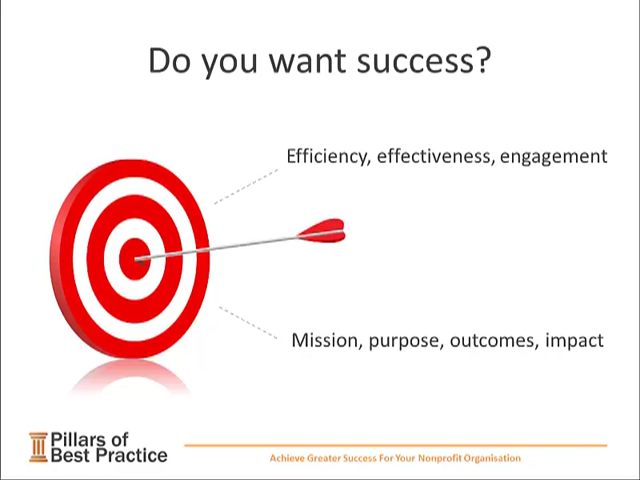 Do you want success?
Efficiency, effectiveness, engagement
Mission, purpose, outcomes, impact
Pillars of
Best Practice
Achieve Greater Success For Your Nonprofit Organisation